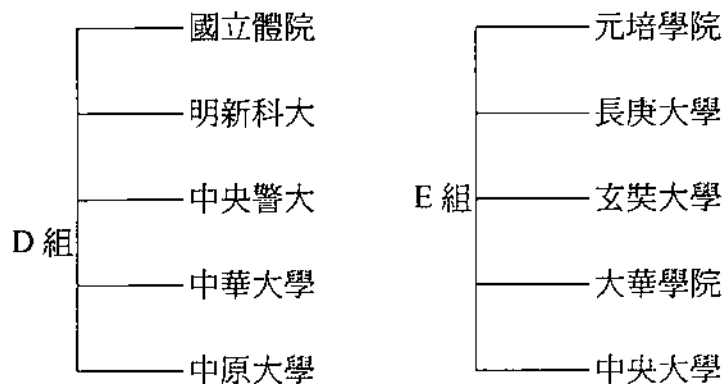 D 組
國立體院
明新科大
中央警大
中華大學
中原大學
E 組
元培學院
長庚大學
玄奘大學
大華學院
中央大學